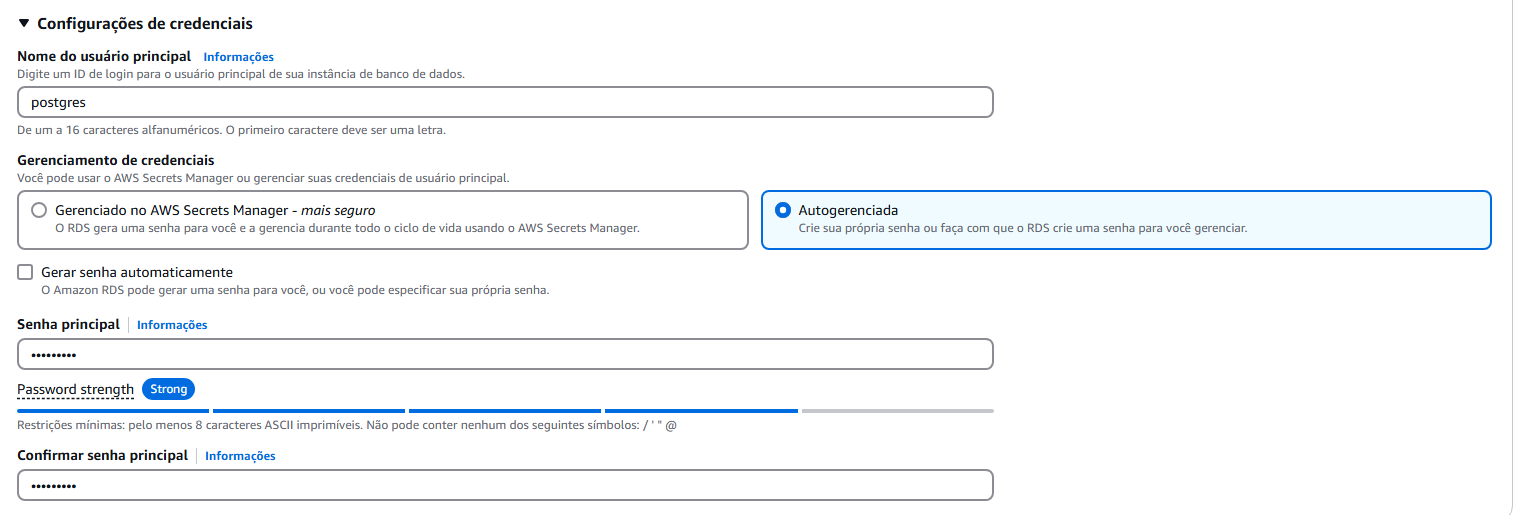 Configurações de credenciais
Nome do usuário principal Informações
Digite um ID de login para o usuário principal de sua instância de banco de dados.
postgres
De um a 16 caracteres alfanuméricos. O primeiro caractere deve ser uma letra.
Gerenciamento de credenciais
Você pode usar o AWS Secrets Manager ou gerenciar suas credenciais de usuário principal.
Gerenciado no AWS Secrets Manager - mais seguro
O RDS gera uma senha para você e a gerencia durante todo o ciclo de vida usando o AWS Secrets Manager.
Autogerenciada
Crie sua própria senha ou faça com que o RDS crie uma senha para você gerenciar.
Gerar senha automaticamente
O Amazon RDS pode gerar uma senha para você, ou você pode especificar sua própria senha.
Senha principal Informações
•••••••••
Password strength Strong
Restrições mínimas: pelo menos 8 caracteres ASCII imprimíveis. Não pode conter nenhum dos seguintes símbolos: / ' " @
Confirmar senha principal Informações
•••••••••